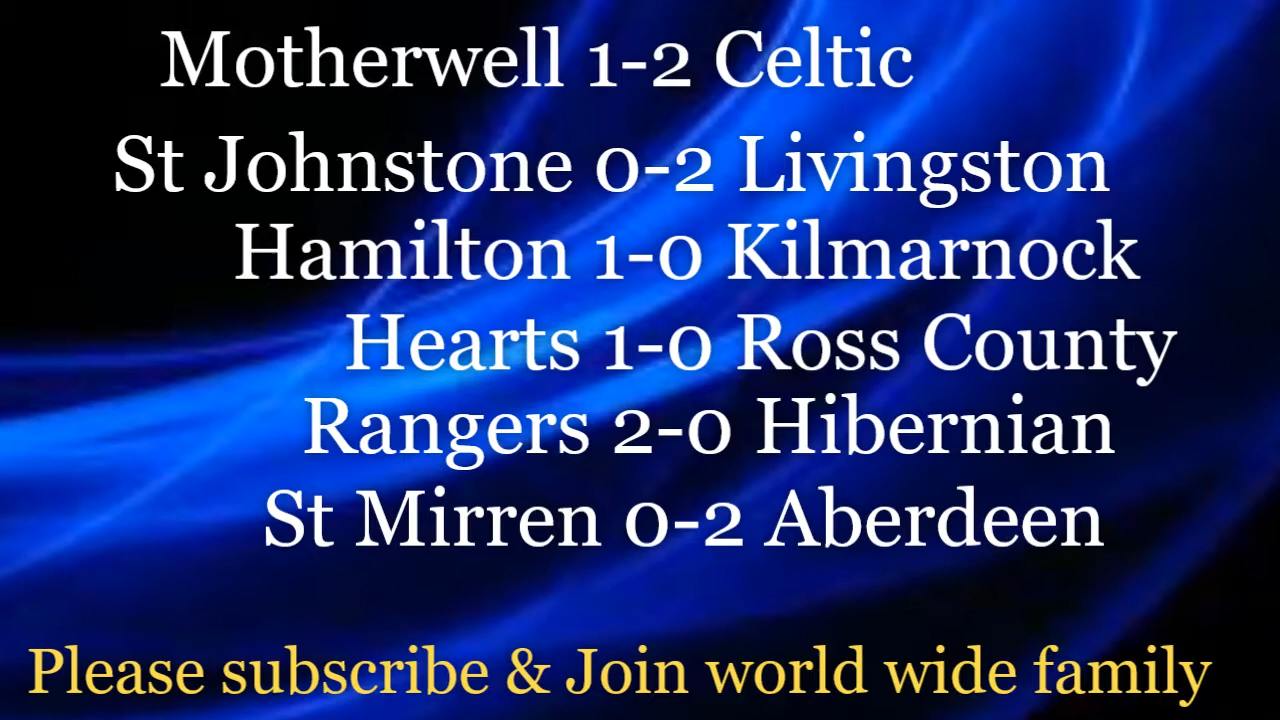 Motherwell 1-2 Celtic
St Johnstone 0-2 Livingston
Hamilton 1-0 Kilmarnock
Hearts 1-0 Ross County
Rangers 2-0 Hibernian
St Mirren 0-2 Aberdeen
Please subscribe & Join world wide family